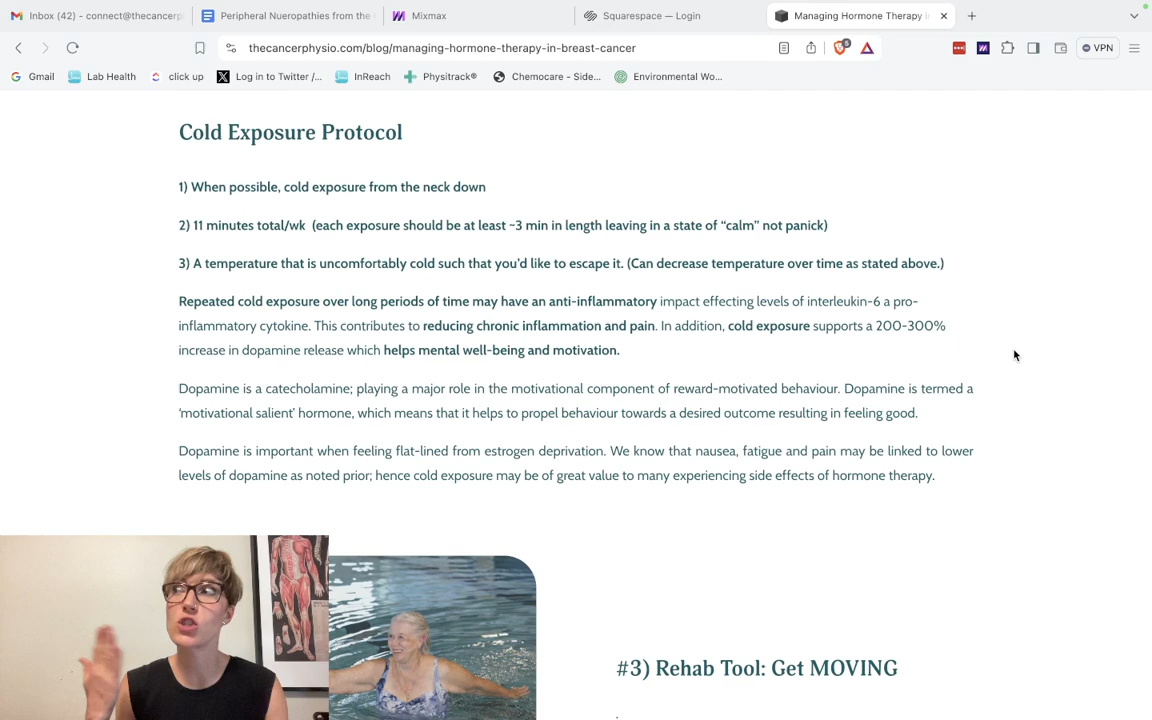 Inbox (42) - connect@thecancerp
Peripheral Nueropathies from the
Mixmax
Squarespace — Login
Managing Hormone Therapy in
thecancerphysio.com/blog/managing-hormone-therapy-in-breast-cancer
5
VPN
Gmail
Lab Health
click up
Log in to Twitter /...
InReach
Physitrack®
Chemocare - Side...
Environmental Wo...
Cold Exposure Protocol
1) When possible, cold exposure from the neck down
2) 11 minutes total/wk (each exposure should be at least ~3 min in length leaving in a state of “calm” not panick)
3) A temperature that is uncomfortably cold such that you’d like to escape it. (Can decrease temperature over time as stated above.)
Repeated cold exposure over long periods of time may have an anti-inflammatory impact effecting levels of interleukin-6 a pro-
inflammatory cytokine. This contributes to reducing chronic inflammation and pain. In addition, cold exposure supports a 200-300%
increase in dopamine release which helps mental well-being and motivation.
Dopamine is a catecholamine; playing a major role in the motivational component of reward-motivated behaviour. Dopamine is termed a
‘motivational salient’ hormone, which means that it helps to propel behaviour towards a desired outcome resulting in feeling good.
Dopamine is important when feeling flat-lined from estrogen deprivation. We know that nausea, fatigue and pain may be linked to lower
levels of dopamine as noted prior; hence cold exposure may be of great value to many experiencing side effects of hormone therapy.
#3) Rehab Tool: Get MOVING